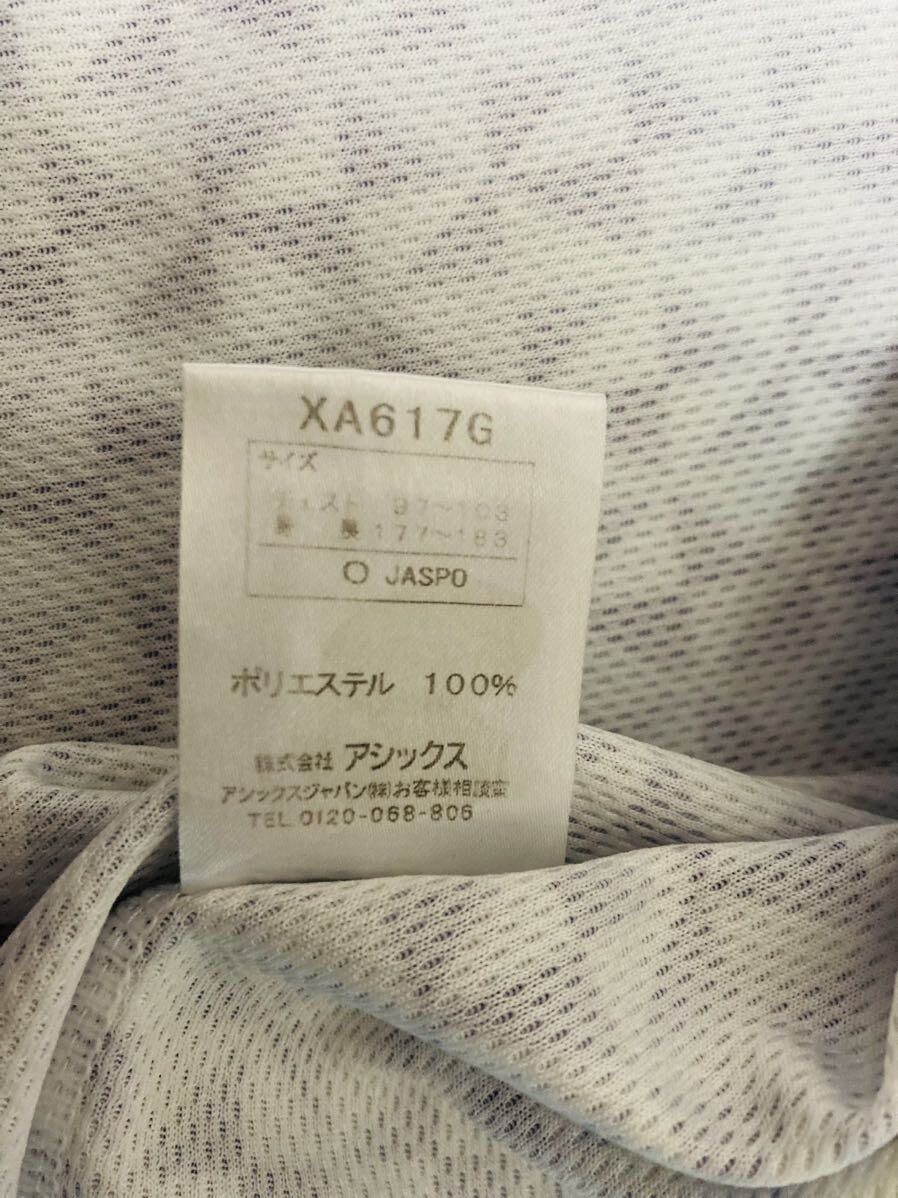 XA617G
サイズ
チェスト 97～103
身 長 177～183
○ JASPO
ポリエステル 100%
株式会社 アシックス
アシックスジャパン(株)お客様相談室
TEL 0120-068-806